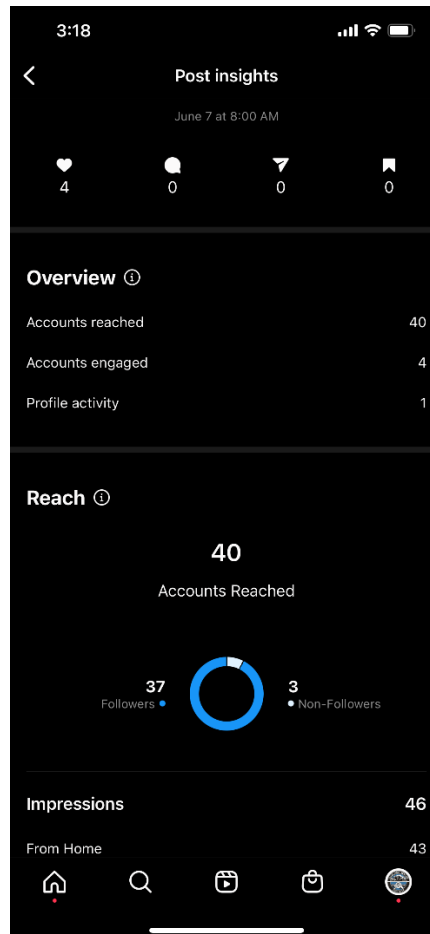 3:18
Post insights
June 7 at 8:00 AM
4 0 0 0
Overview
Accounts reached 40
Accounts engaged 4
Profile activity 1
Reach
40
Accounts Reached
37 3
Followers Non-Followers
Impressions 46
From Home 43